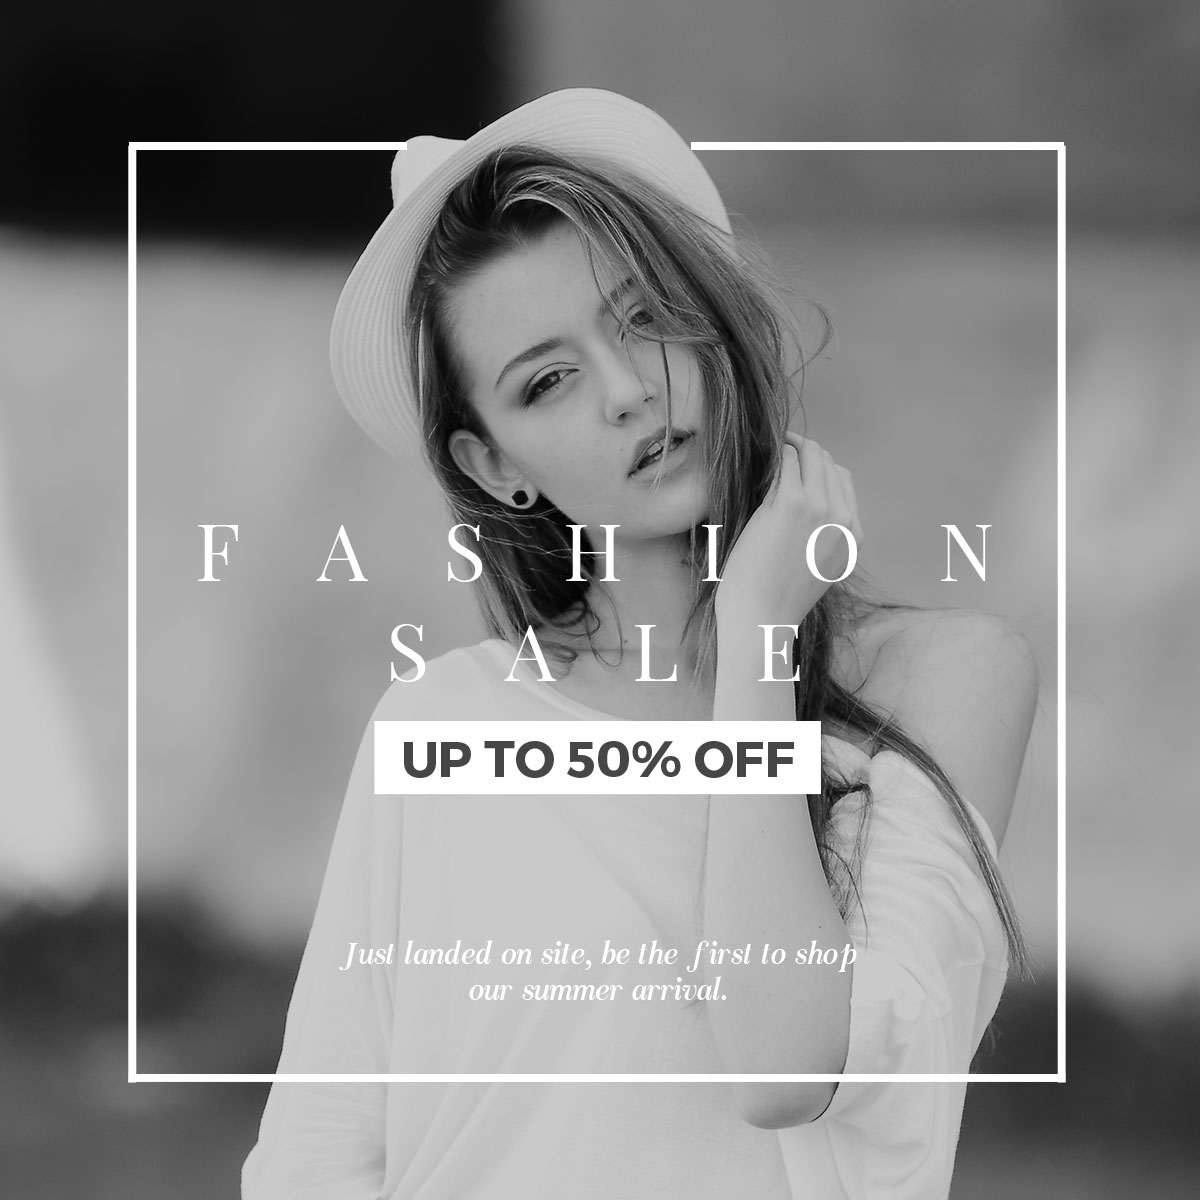 FASHION
SALE
UP TO 50% OFF
Just landed on site, be the first to shop
our summer arrival.